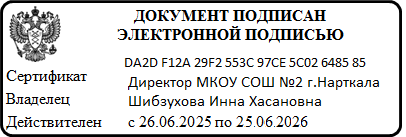 ДОКУМЕНТ ПОДПИСАН
ЭЛЕКТРОННОЙ ПОДПИСЬЮ
DA2D F12A 29F2 553C 97CE 5C02 6485 85
Сертификат
Директор МКОУ СОШ №2 г.Нарткала
Владелец Шибзухова Инна Хасановна
Действителен с 26.06.2025 по 25.06.2026